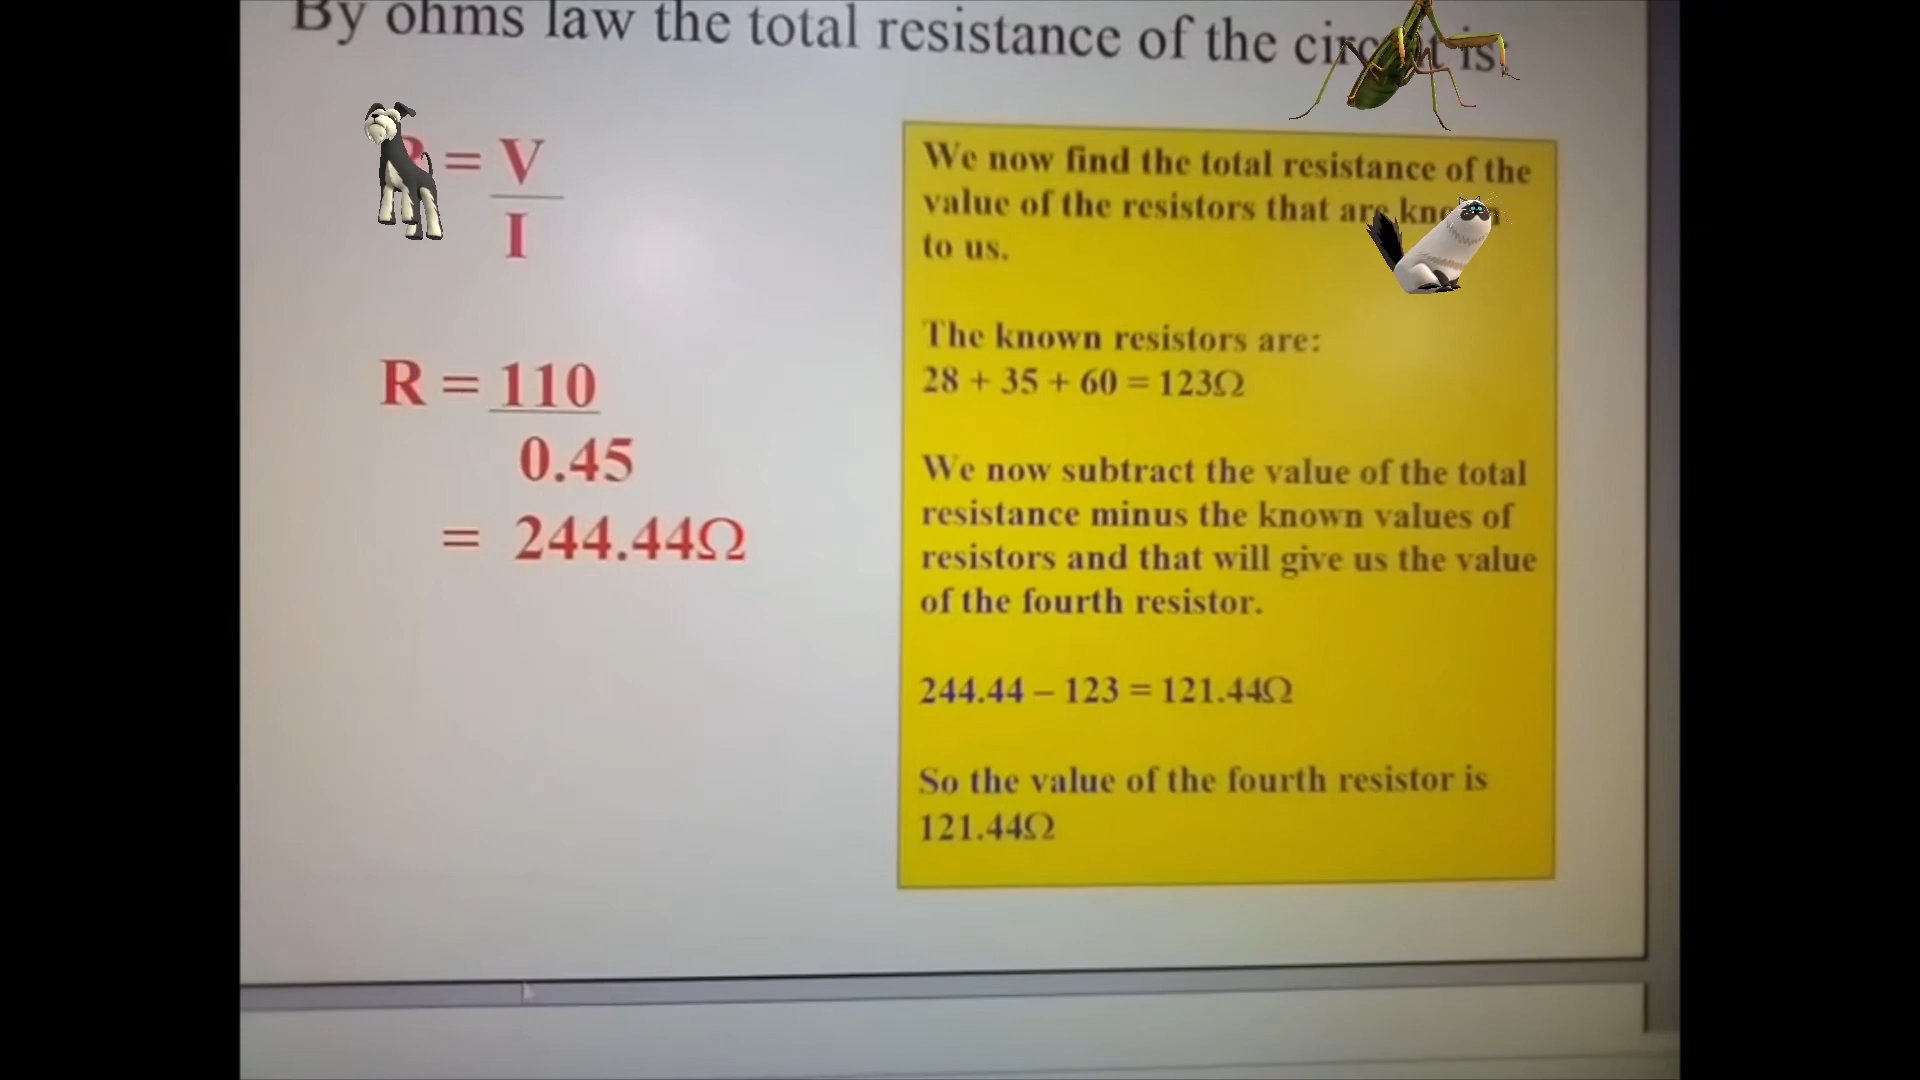 By ohms law the total resistance of the is
= V
I
R = 110
0.45
= 244.44Ω
We now find the total resistance of the
value of the resistors that are
to us.
The known resistors are:
28 + 35 + 60 = 123Ω
We now subtract the value of the total
resistance minus the known values of
resistors and that will give us the value
of the fourth resistor.
244.44 – 123 = 121.44Ω
So the value of the fourth resistor is
121.44Ω